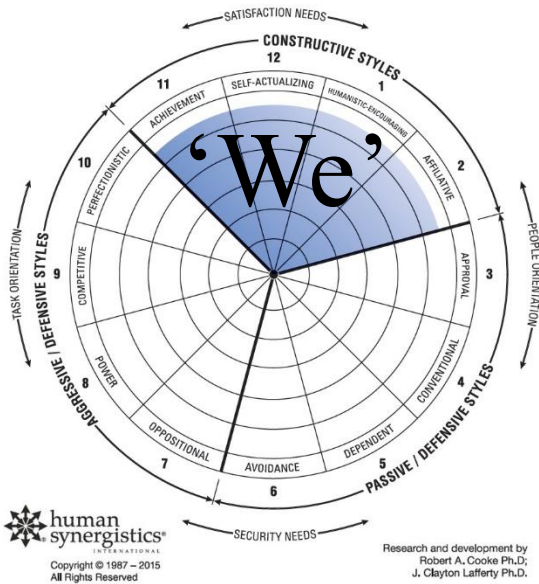 SATISFACTION NEEDS
CONSTRUCTIVE STYLES
12
11
1
SELF-ACTUALIZING
ACHIEVEMENT
HUMANISTIC-ENCOURAGING
'We'
10
2
PERFECTIONISTIC
AFFILIATIVE
TASK ORIENTATION
PEOPLE ORIENTATION
AGGRESSIVE / DEFENSIVE STYLES
9
COMPETITIVE
APPROVAL
3
8
POWER
CONVENTIONAL
4
7
OPPOSITIONAL
AVOIDANCE
DEPENDENT
6
5
PASSIVE / DEFENSIVE STYLES
SECURITY NEEDS
human
synergistics®
INTERNATIONAL
Copyright © 1987 – 2015
All Rights Reserved
Research and development by
Robert A. Cooke Ph.D;
J. Clayton Lafferty Ph.D.